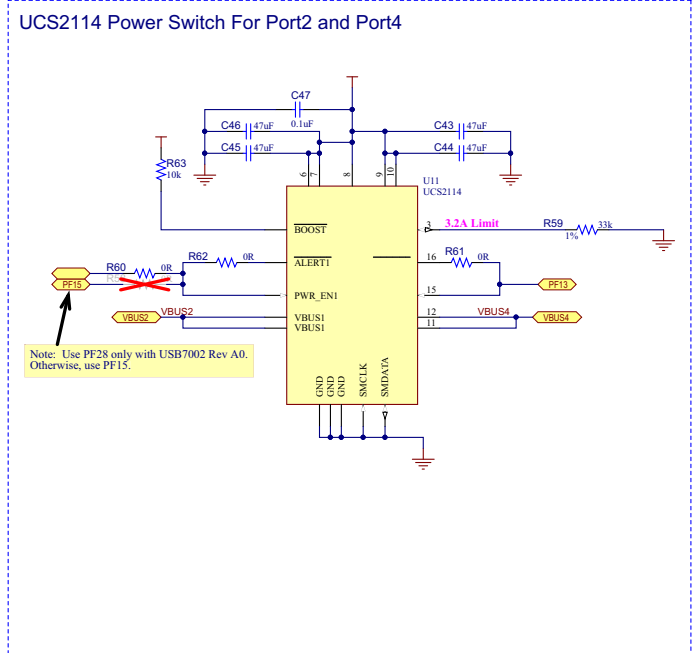 UCS2114 Power Switch For Port2 and Port4
C47
0.1uF
C46
47uF
C45
47uF
C43
47uF
C44
47uF
R63
10k
6
7
8
9
10
U11
UCS2114
BOOST
3
3.2A Limit
R59
33k
1%
R62
0R
ALERT1
16
R61
0R
R60
0R
PF15
PWR_EN1
15
PF13
VBUS2
VBUS2
VBUS1
VBUS1
12
11
VBUS4
VBUS4
Note: Use PF28 only with USB7002 Rev A0.
Otherwise, use PF15.
GND
GND
GND
SMCLK
SMDATA